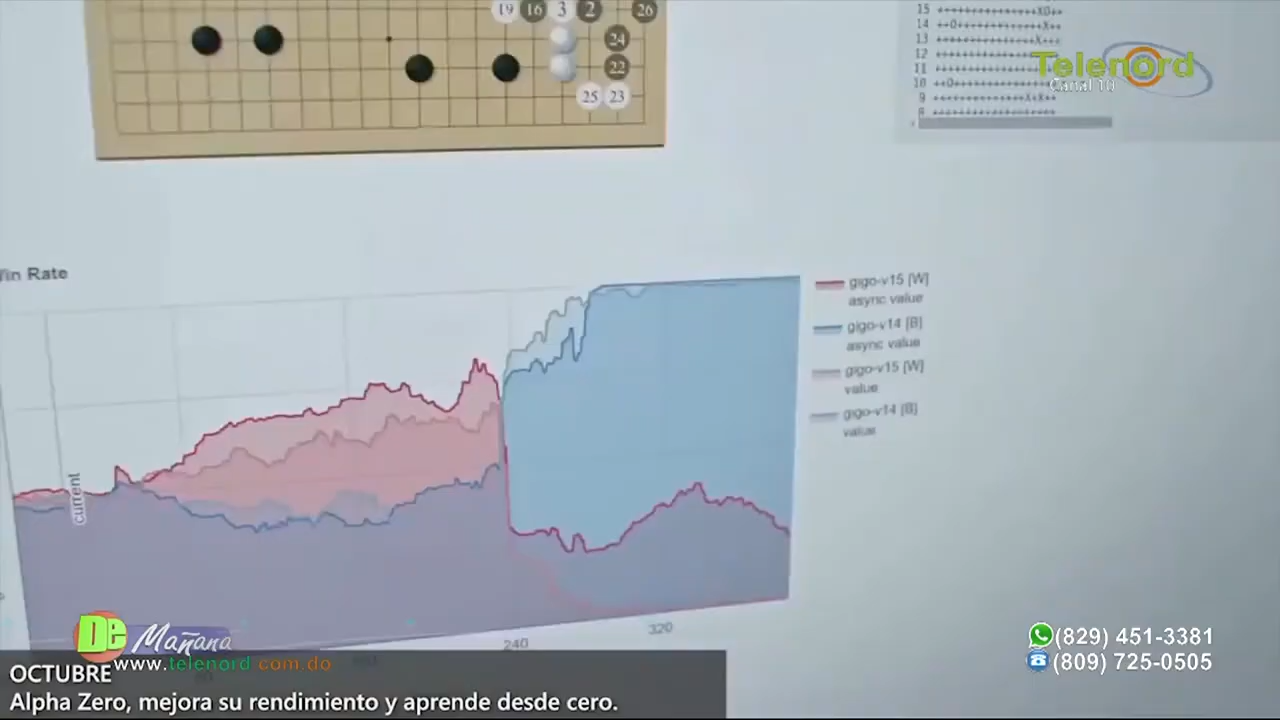 19 16 3 2 26
24
22
25 23
15
14
13
12
11
10
9
8
Telenord
Canal 10
in Rate
gigo-v15 [W]
async value
gigo-v14 [B]
async value
gigo-v15 [W]
value
gigo-v14 [B]
value
current
240 320
De Mañana
www.telenord.com.do
(829) 451-3381
(809) 725-0505
OCTUBRE
Alpha Zero, mejora su rendimiento y aprende desde cero.